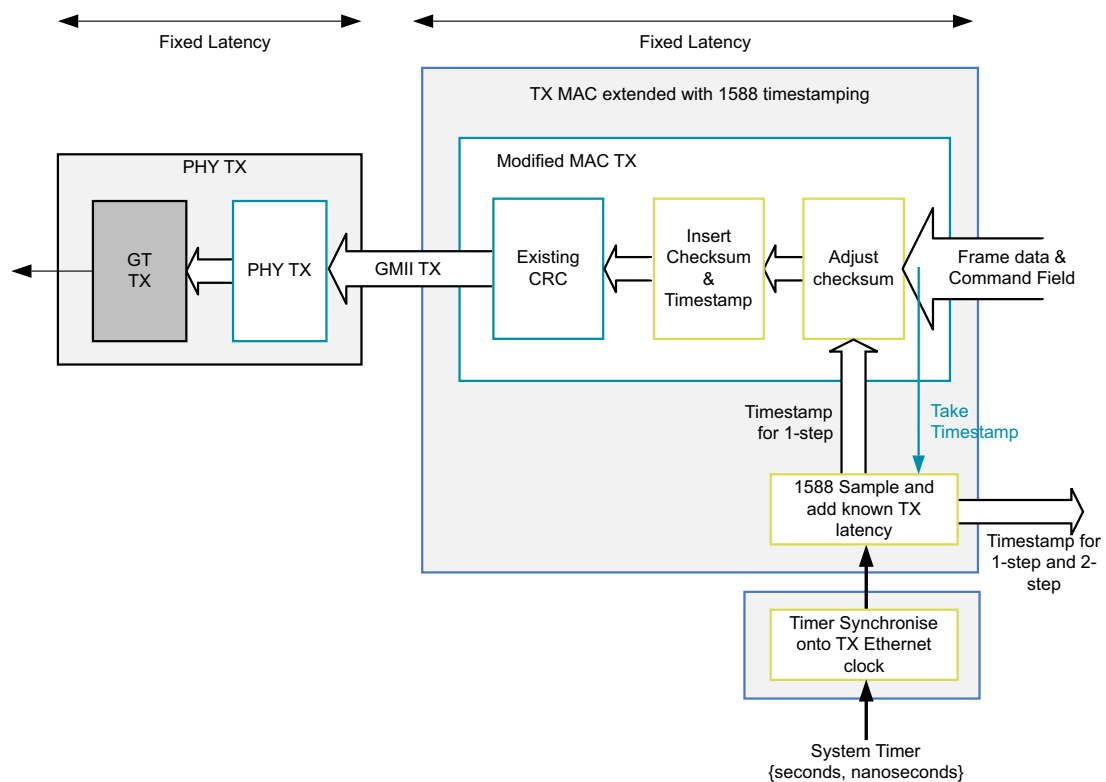 Fixed Latency
Fixed Latency
TX MAC extended with 1588 timestamping
PHY TX
Modified MAC TX
GT
TX
PHY TX
GMII TX
Existing
CRC
Insert
Checksum
&
Timestamp
Adjust
checksum
Frame data &
Command Field
Timestamp
for 1-step
Take
Timestamp
1588 Sample and
add known TX
latency
Timestamp for
1-step and 2-
step
Timer Synchronise
onto TX Ethernet
clock
System Timer
{seconds, nanoseconds}